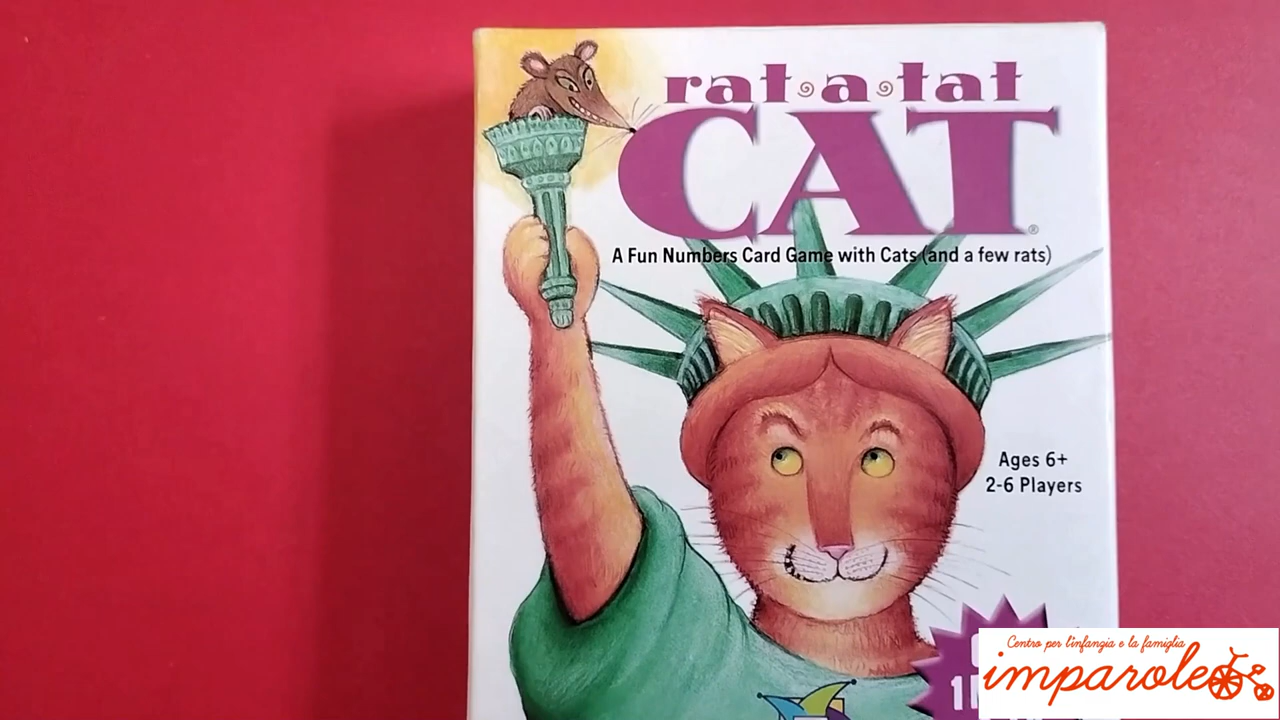 rat·a·tat
CAT®
A Fun Numbers Card Game with Cats (and a few rats)
Ages 6+
2-6 Players
Centro per l'infanzia e la famiglia
imparole